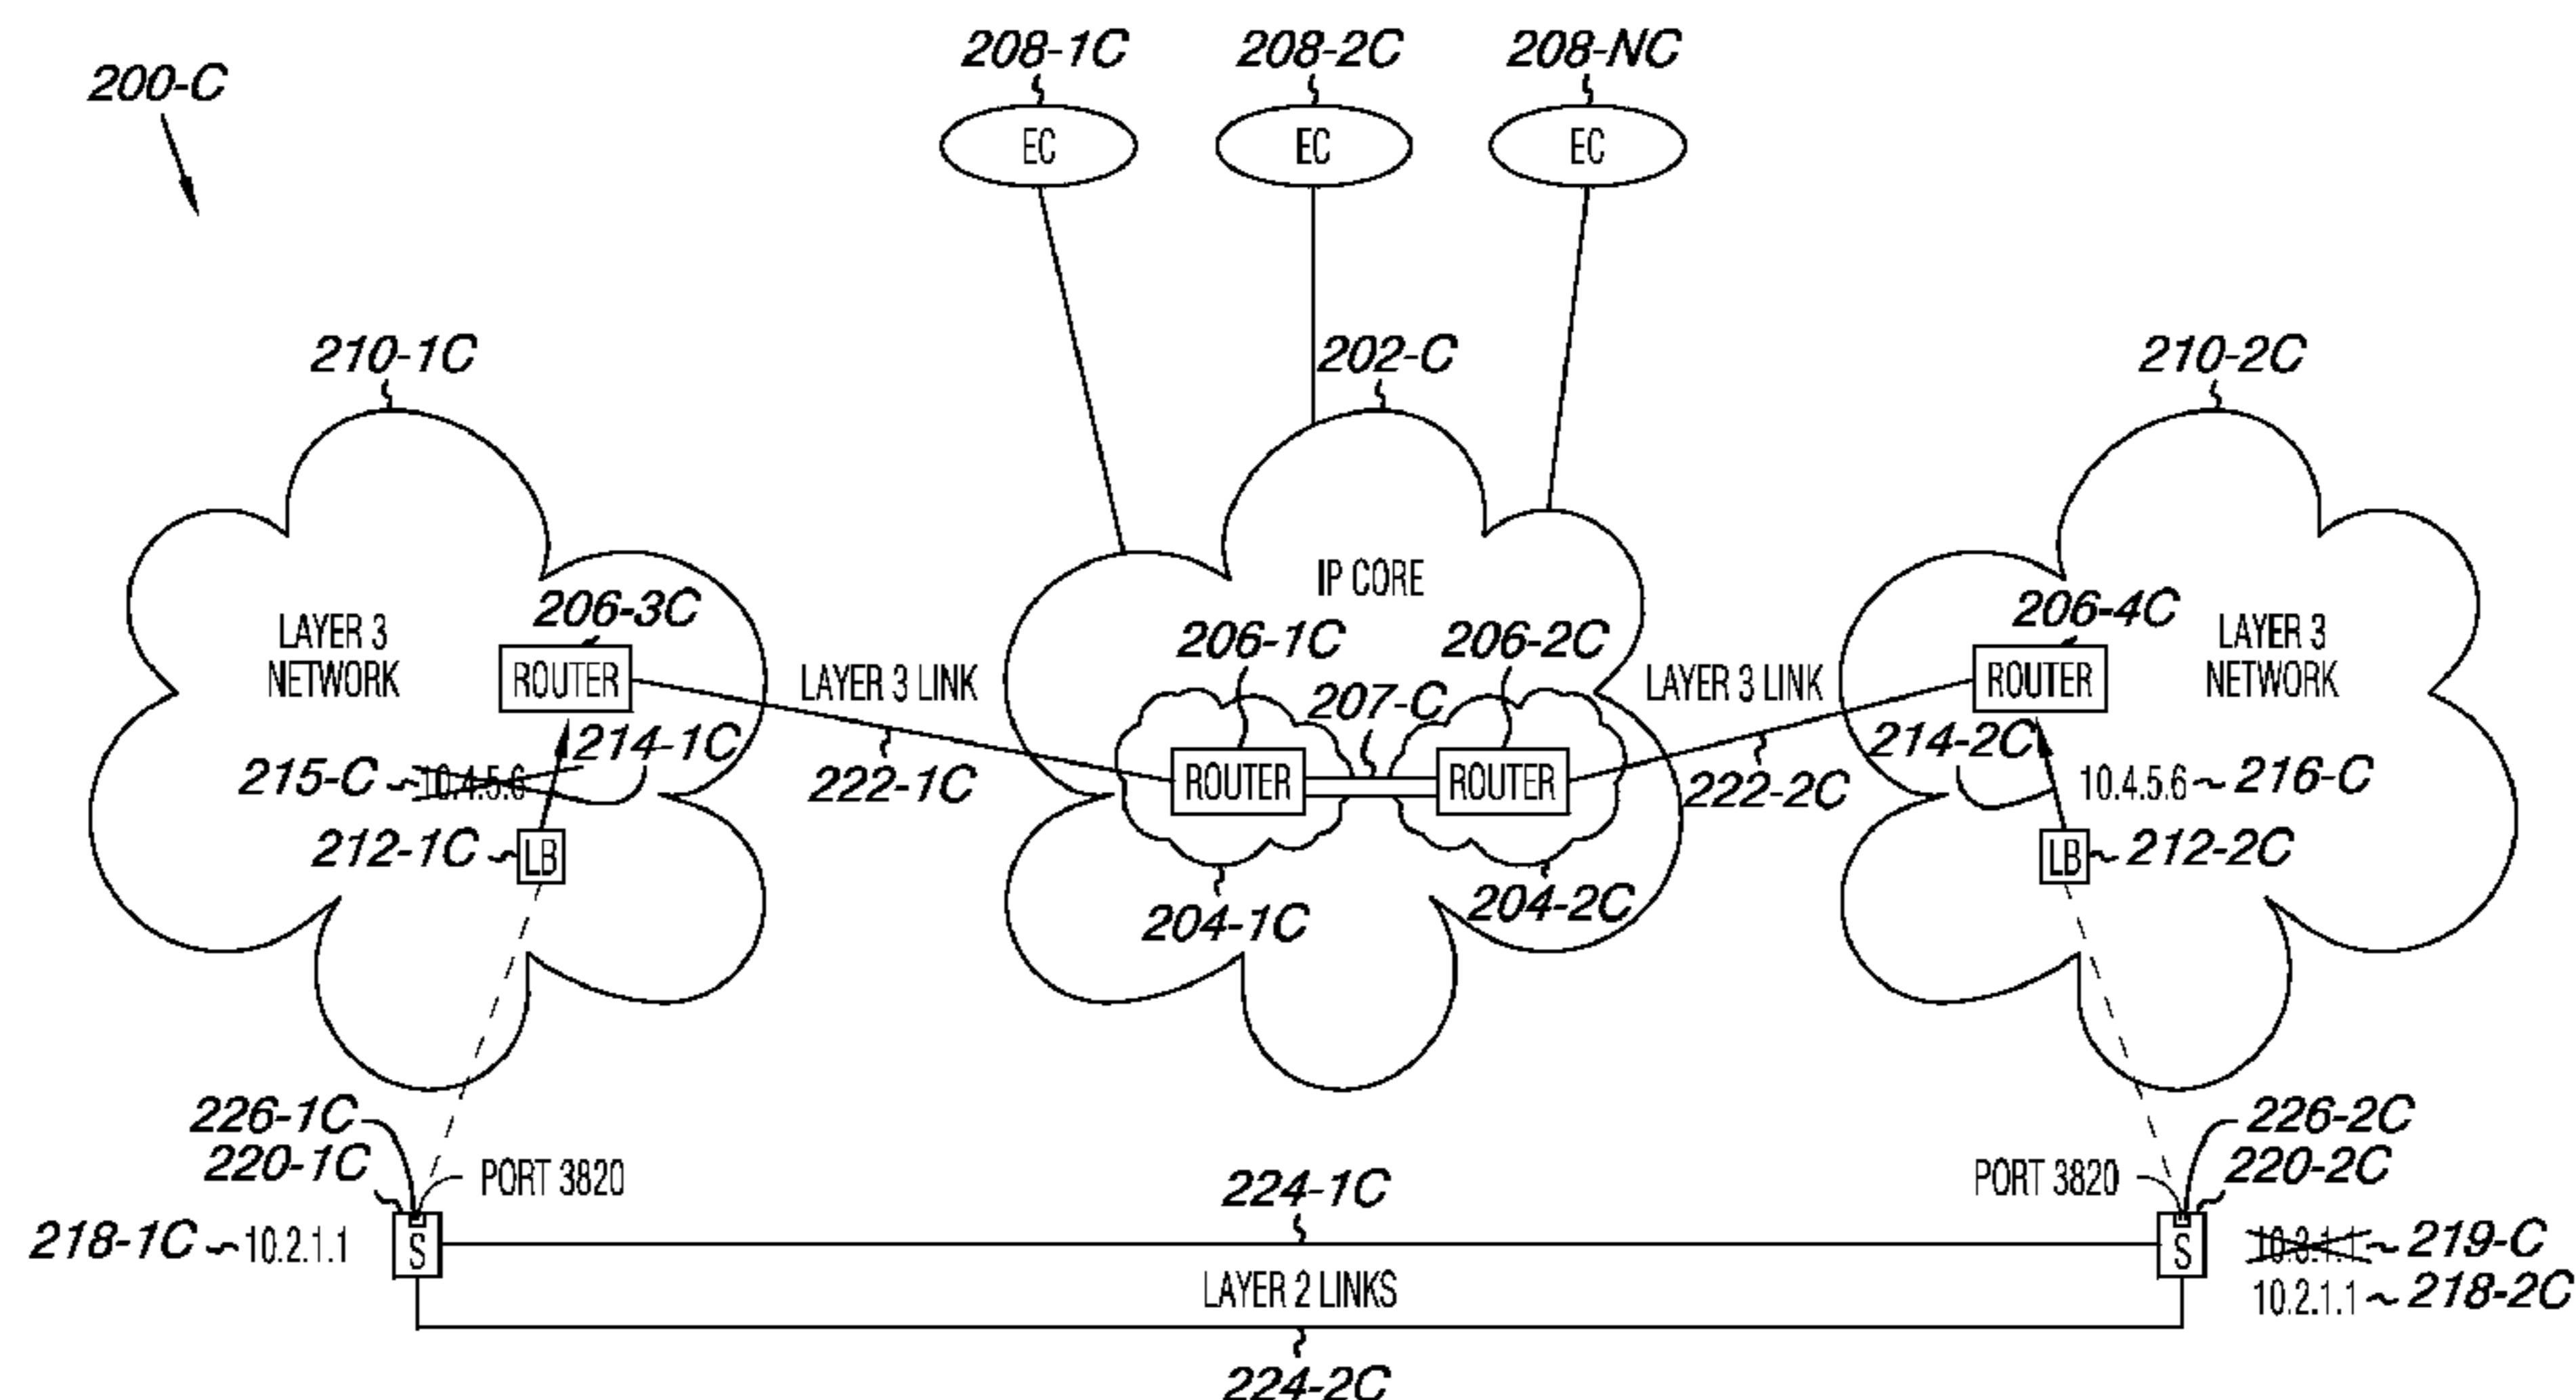 200-C
208-1C
208-2C
208-NC
EC
EC
EC
210-1C
202-C
210-2C
IP CORE
LAYER 3
NETWORK
206-3C
ROUTER
LAYER 3 LINK
206-1C
206-2C
207-C
ROUTER
ROUTER
LAYER 3 LINK
206-4C
ROUTER
LAYER 3
NETWORK
215-C
10.4.5.6
214-1C
222-1C
222-2C
214-2C
10.4.5.6
216-C
212-1C
LB
204-1C
204-2C
LB
212-2C
226-1C
220-1C
PORT 3820
218-1C
10.2.1.1
S
224-1C
LAYER 2 LINKS
224-2C
226-2C
PORT 3820
220-2C
S
10.3.1.1
219-C
10.2.1.1
218-2C